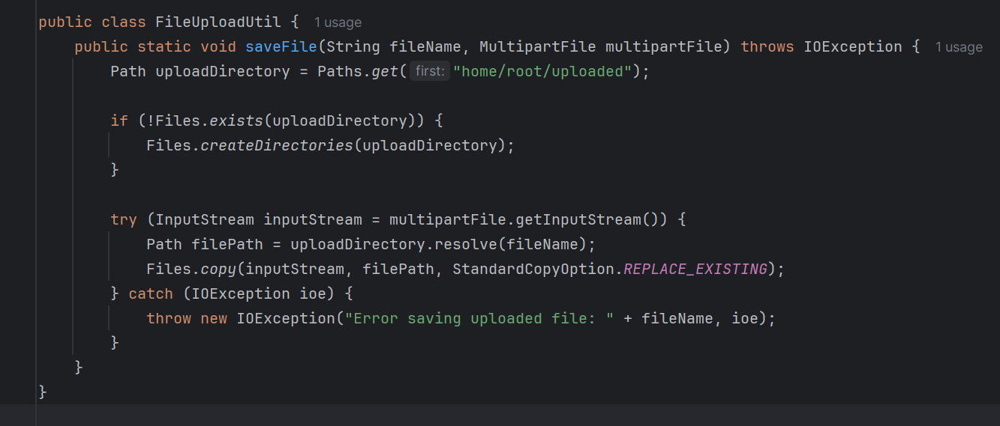 public class FileUploadUtil { 1 usage
public static void saveFile(String fileName, MultipartFile multipartFile) throws IOException { 1 usage
Path uploadDirectory = Paths.get( first: "home/root/uploaded");
if (!Files.exists(uploadDirectory)) {
Files.createDirectories(uploadDirectory);
}
try (InputStream inputStream = multipartFile.getInputStream()) {
Path filePath = uploadDirectory.resolve(fileName);
Files.copy(inputStream, filePath, StandardCopyOption.REPLACE_EXISTING);
} catch (IOException ioe) {
throw new IOException("Error saving uploaded file: " + fileName, ioe);
}
}
}